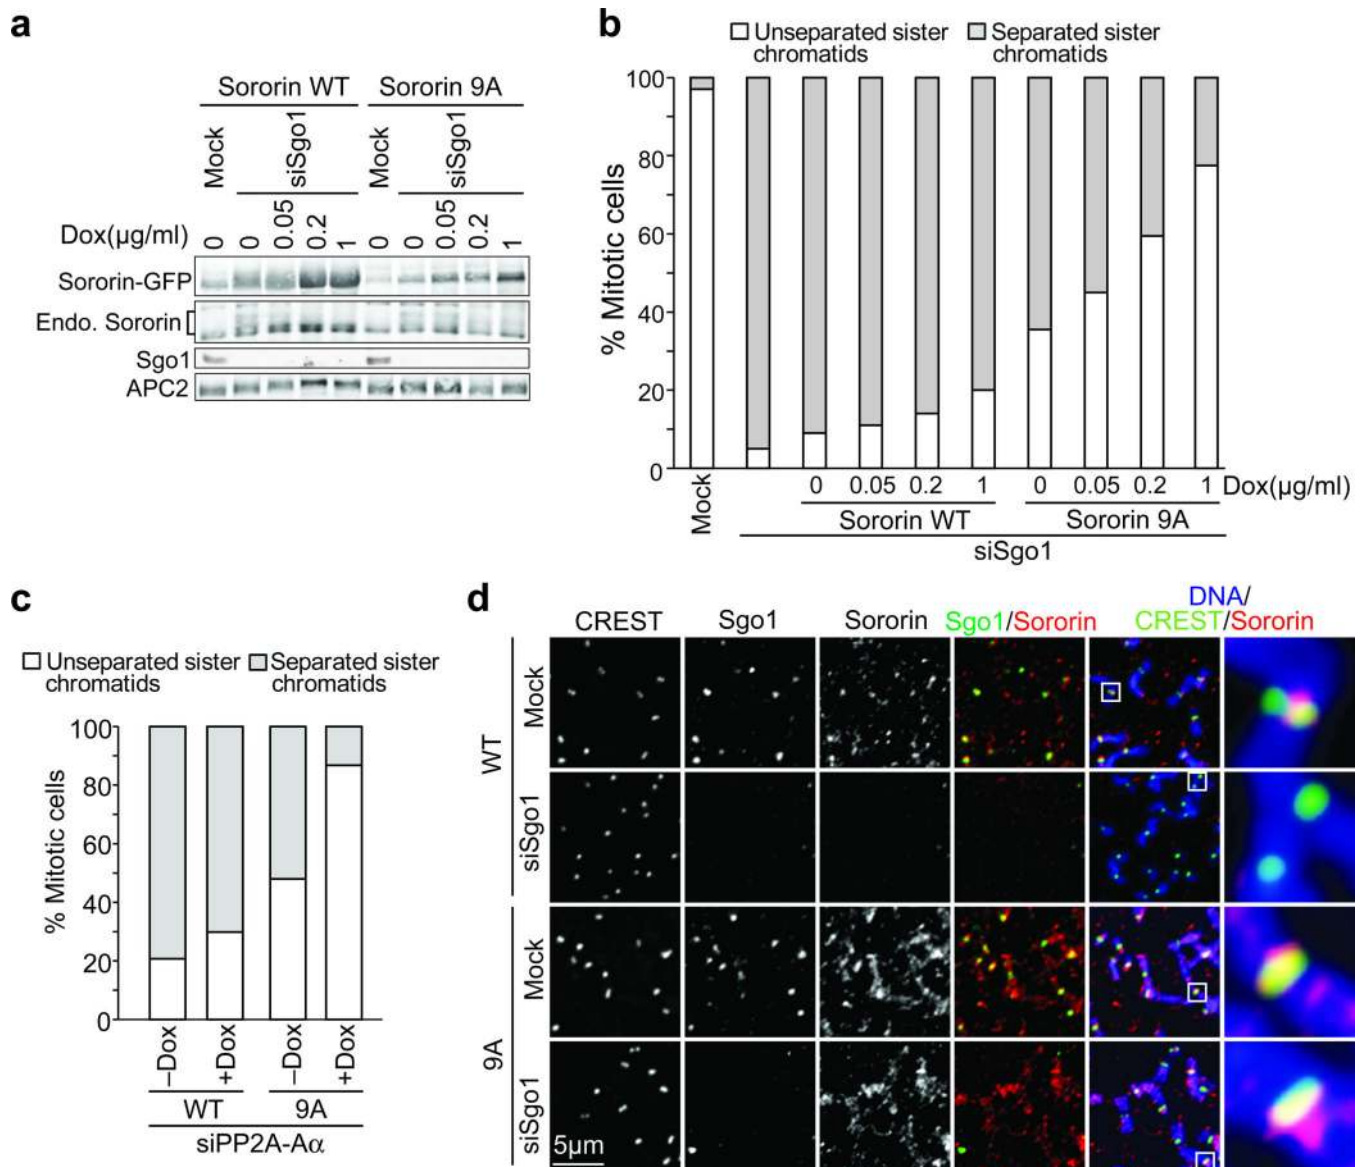 a
Sororin WT Sororin 9A
Mock siSgo1 Mock siSgo1
Dox(µg/ml) 0 0 0.05 0.2 1 0 0 0.05 0.2 1
Sororin-GFP
Endo. Sororin
Sgo1
APC2
b
Unseparated sister chromatids
Separated sister chromatids
% Mitotic cells
100
80
60
40
20
0
Mock
0 0.05 0.2 1 0 0.05 0.2 1 Dox(µg/ml)
Sororin WT Sororin 9A
siSgo1
c
Unseparated sister chromatids
Separated sister chromatids
% Mitotic cells
100
80
60
40
20
0
–Dox +Dox –Dox +Dox
WT 9A
siPP2A-Aα
d
DNA/
CREST Sgo1 Sororin Sgo1/Sororin CREST/Sororin
WT
Mock
siSgo1
9A
Mock
siSgo1
5µm